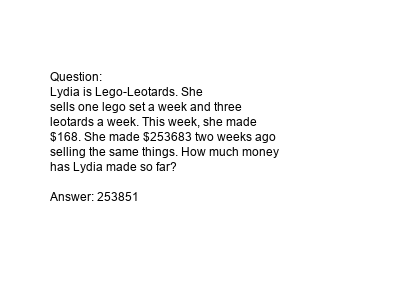 Question:
Lydia is Lego-Leotards. She
sells one lego set a week and three
leotards a week. This week, she made
$168. She made $253683 two weeks ago
selling the same things. How much money
has Lydia made so far?
Answer: 253851